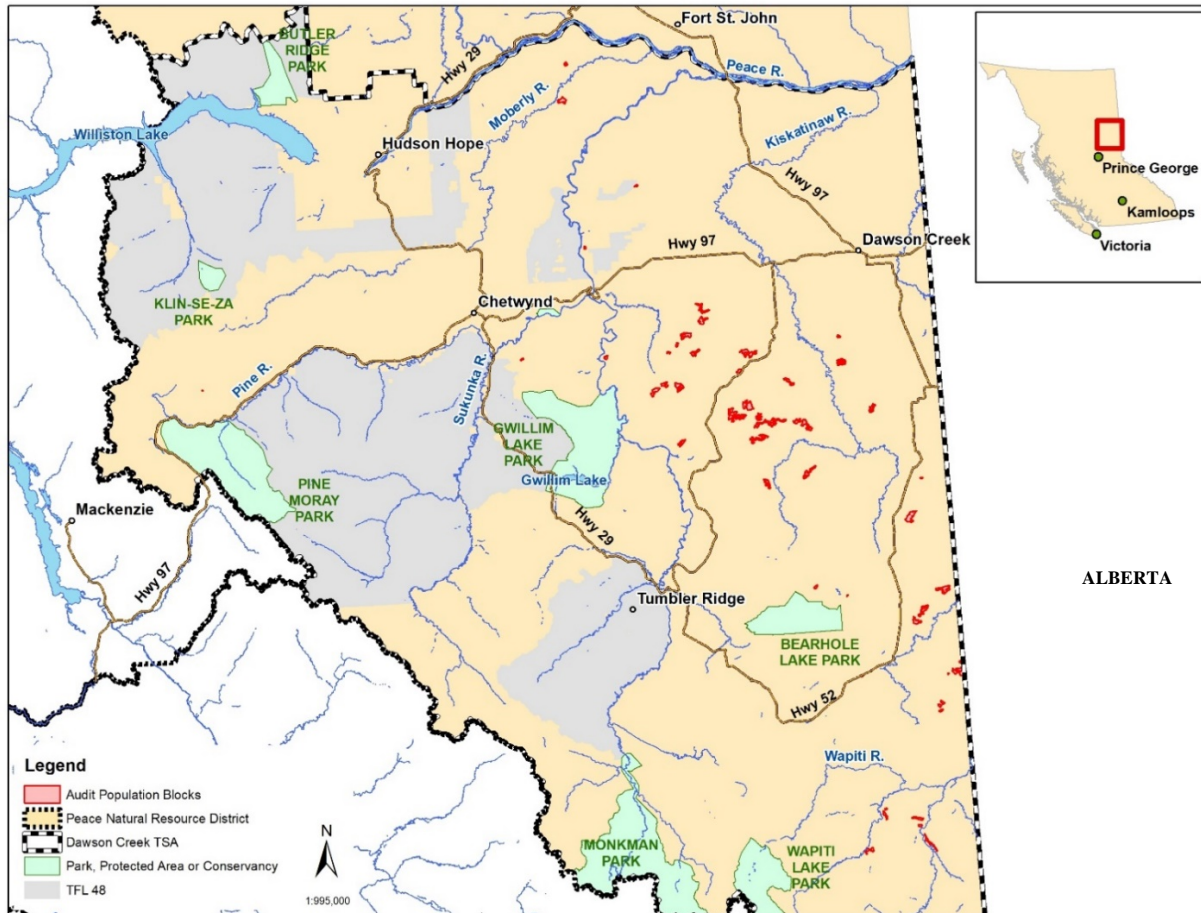 Fort St. John
BUTLER
RIDGE
PARK
Hwy 29
Peace R.
Moberly R.
Kiskatinaw R.
Williston Lake
Hudson Hope
Hwy 97
Prince George
Kamloops
Victoria
Hwy 97
Dawson Creek
KLIN-SE-ZA
PARK
Chetwynd
Pine R.
Sukunka R.
GWILLIM
LAKE
PARK
Gwillim Lake
PINE
MORAY
PARK
Mackenzie
Hwy 97
Hwy 29
Tumbler Ridge
ALBERTA
BEARHOLE
LAKE PARK
Hwy 52
Wapiti R.
MONKMAN
PARK
WAPITI
LAKE
PARK
Legend
Audit Population Blocks
Peace Natural Resource District
Dawson Creek TSA
Park, Protected Area or Conservancy
TFL 48
N
1:995,000